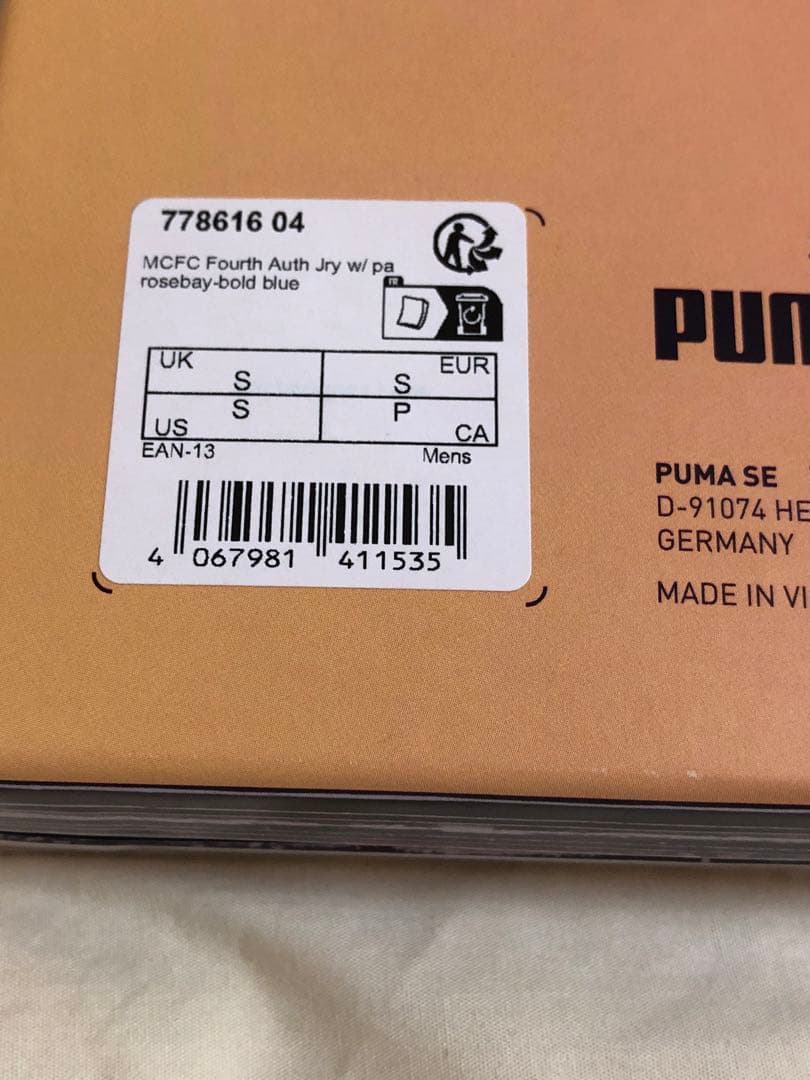 778616 04
MCFC Fourth Auth Jry w/ pa
rosebay-bold blue
FR
UK S S EUR
US S P CA
EAN-13 Mens
4 067981 411535
PUM
PUMA SE
D-91074 HE
GERMANY
MADE IN VI